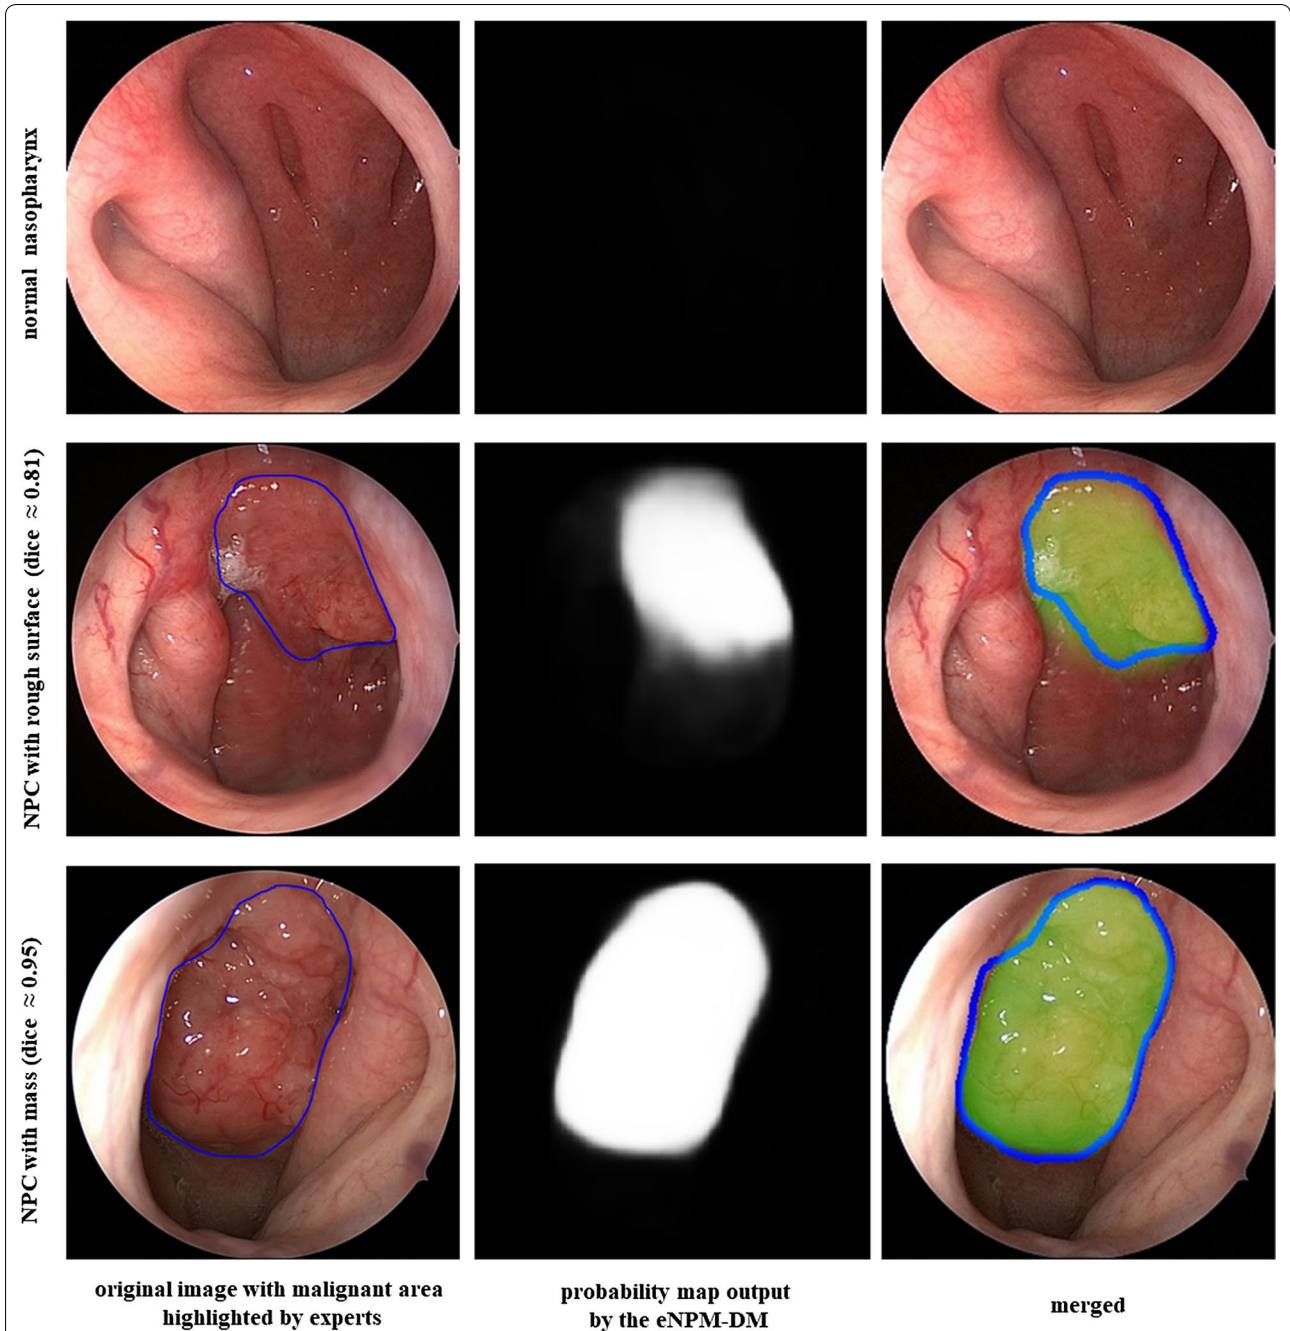 normal nasopharynx
NPC with rough surface (dice ≈ 0.81)
NPC with mass (dice ≈ 0.95)
original image with malignant area
highlighted by experts
probability map output
by the eNPM-DM
merged